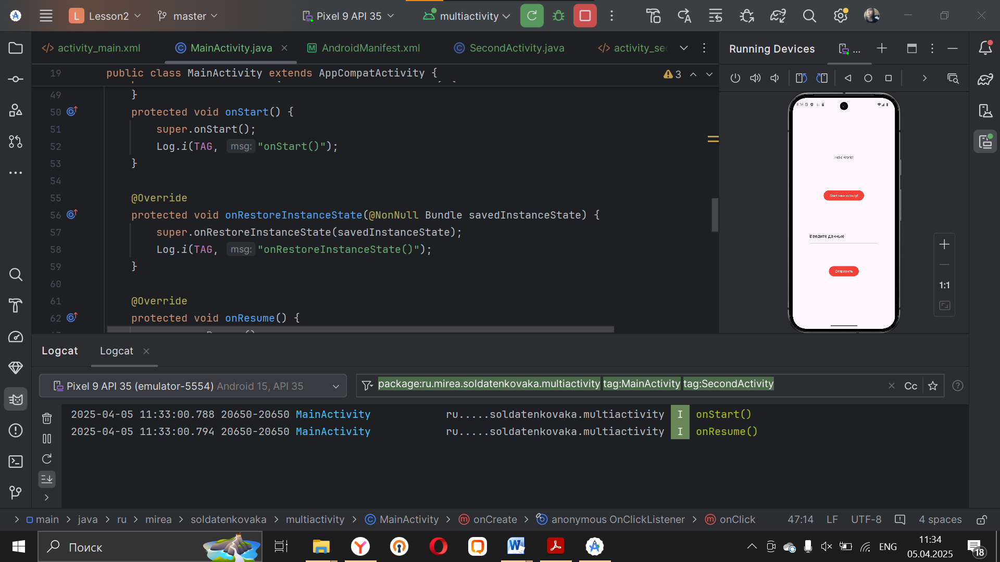 L Lesson2 master Pixel 9 API 35 multiactivity
activity_main.xml MainActivity.java AndroidManifest.xml SecondActivity.java activity_sec
Running Devices ...
19 public class MainActivity extends AppCompatActivity { 3
49 }
50 protected void onStart() {
51 super.onStart();
52 Log.i(TAG, msg: "onStart()");
53 }
54
55 @Override
56 protected void onRestoreInstanceState(@NonNull Bundle savedInstanceState) {
57 super.onRestoreInstanceState(savedInstanceState);
58 Log.i(TAG, msg: "onRestoreInstanceState()");
59 }
60
61 @Override
62 protected void onResume() {
8:34
Hello World!
Start new activity!
Введите данные
Отправить
1:1
Logcat Logcat
Pixel 9 API 35 (emulator-5554) Android 15, API 35
package:ru.mirea.soldatenkovaka.multiactivity tag:MainActivity tag:SecondActivity Cc
2025-04-05 11:33:00.788 20650-20650 MainActivity ru.....soldatenkovaka.multiactivity I onStart()
2025-04-05 11:33:00.794 20650-20650 MainActivity ru.....soldatenkovaka.multiactivity I onResume()
main > java > ru > mirea > soldatenkovaka > multiactivity > MainActivity > onCreate > anonymous OnClickListener > onClick 47:14 LF UTF-8 4 spaces
Поиск
ENG
11:34
05.04.2025
18